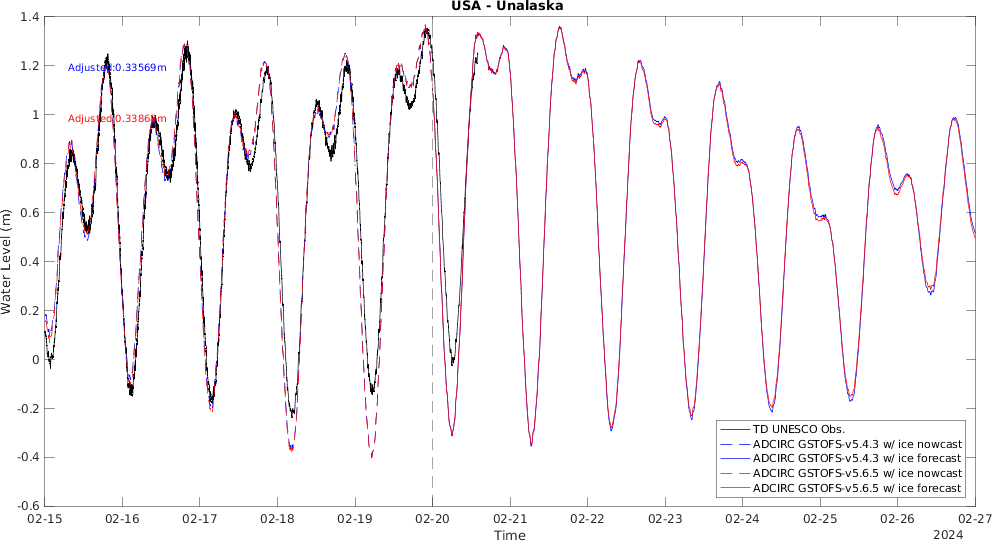 USA - Unalaska
1.4
1.2
1
0.8
0.6
0.4
0.2
0
-0.2
-0.4
-0.6
Water Level (m)
Adjusted:0.33569m
TD UNESCO Obs.
ADCIRC GSTOFS-v5.4.3 w/ ice nowcast
ADCIRC GSTOFS-v5.4.3 w/ ice forecast
ADCIRC GSTOFS-v5.6.5 w/ ice nowcast
ADCIRC GSTOFS-v5.6.5 w/ ice forecast
02-15 02-16 02-17 02-18 02-19 02-20 02-21 02-22 02-23 02-24 02-25 02-26 02-27
Time
2024